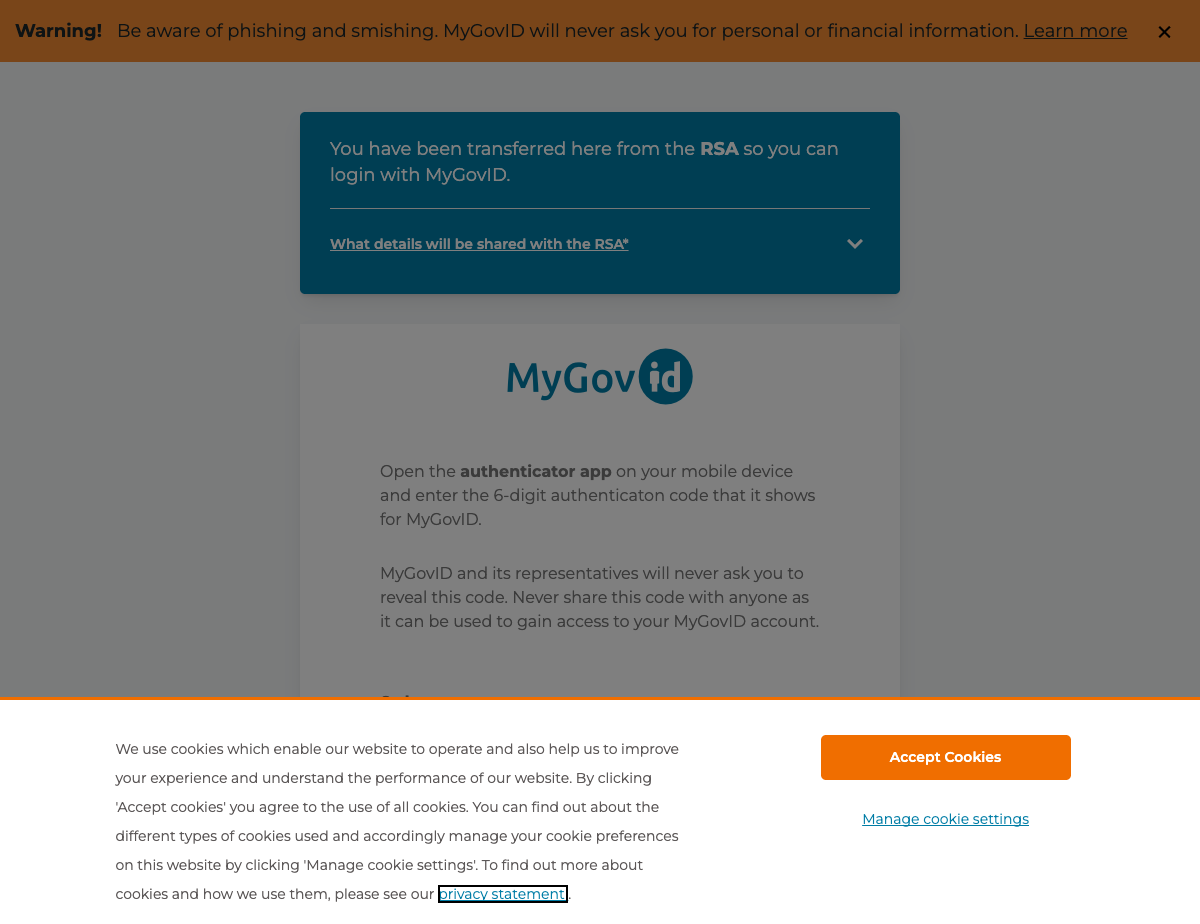 Warning! Be aware of phishing and smishing. MyGovID will never ask you for personal or financial information. Learn more
You have been transferred here from the RSA so you can
login with MyGovID.
What details will be shared with the RSA*
MyGovid
Open the authenticator app on your mobile device
and enter the 6-digit authenticaton code that it shows
for MyGovID.
MyGovID and its representatives will never ask you to
reveal this code. Never share this code with anyone as
it can be used to gain access to your MyGovID account.
We use cookies which enable our website to operate and also help us to improve
your experience and understand the performance of our website. By clicking
'Accept cookies' you agree to the use of all cookies. You can find out about the
different types of cookies used and accordingly manage your cookie preferences
on this website by clicking 'Manage cookie settings'. To find out more about
cookies and how we use them, please see our privacy statement.
Accept Cookies
Manage cookie settings